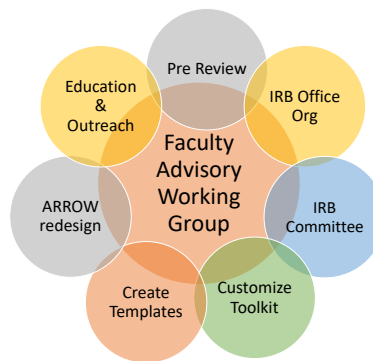 Pre Review
IRB Office
Org
IRB
Committee
Customize
Toolkit
Create
Templates
ARROW
redesign
Education
&
Outreach
Faculty
Advisory
Working
Group